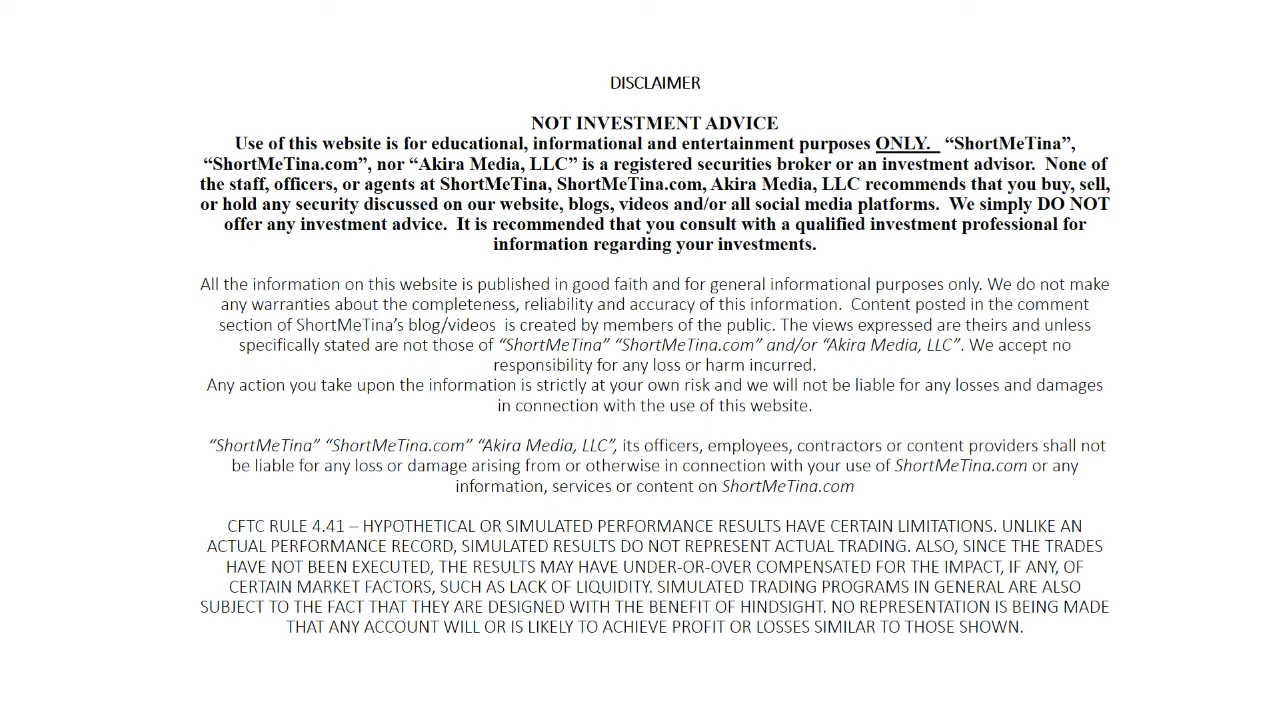 DISCLAIMER
NOT INVESTMENT ADVICE
Use of this website is for educational, informational and entertainment purposes ONLY.  “ShortMeTina”,
“ShortMeTina.com”, nor “Akira Media, LLC” is a registered securities broker or an investment advisor.  None of
the staff, officers, or agents at ShortMeTina, ShortMeTina.com, Akira Media, LLC recommends that you buy, sell,
or hold any security discussed on our website, blogs, videos and/or all social media platforms.  We simply DO NOT
offer any investment advice.  It is recommended that you consult with a qualified investment professional for
information regarding your investments.
All the information on this website is published in good faith and for general informational purposes only. We do not make
any warranties about the completeness, reliability and accuracy of this information.  Content posted in the comment
section of ShortMeTina’s blog/videos  is created by members of the public. The views expressed are theirs and unless
specifically stated are not those of “ShortMeTina” “ShortMeTina.com” and/or “Akira Media, LLC”. We accept no
responsibility for any loss or harm incurred.
Any action you take upon the information is strictly at your own risk and we will not be liable for any losses and damages
in connection with the use of this website.
“ShortMeTina” “ShortMeTina.com” “Akira Media, LLC”, its officers, employees, contractors or content providers shall not
be liable for any loss or damage arising from or otherwise in connection with your use of ShortMeTina.com or any
information, services or content on ShortMeTina.com
CFTC RULE 4.41 – HYPOTHETICAL OR SIMULATED PERFORMANCE RESULTS HAVE CERTAIN LIMITATIONS. UNLIKE AN
ACTUAL PERFORMANCE RECORD, SIMULATED RESULTS DO NOT REPRESENT ACTUAL TRADING. ALSO, SINCE THE TRADES
HAVE NOT BEEN EXECUTED, THE RESULTS MAY HAVE UNDER-OR-OVER COMPENSATED FOR THE IMPACT, IF ANY, OF
CERTAIN MARKET FACTORS, SUCH AS LACK OF LIQUIDITY. SIMULATED TRADING PROGRAMS IN GENERAL ARE ALSO
SUBJECT TO THE FACT THAT THEY ARE DESIGNED WITH THE BENEFIT OF HINDSIGHT. NO REPRESENTATION IS BEING MADE
THAT ANY ACCOUNT WILL OR IS LIKELY TO ACHIEVE PROFIT OR LOSSES SIMILAR TO THOSE SHOWN.